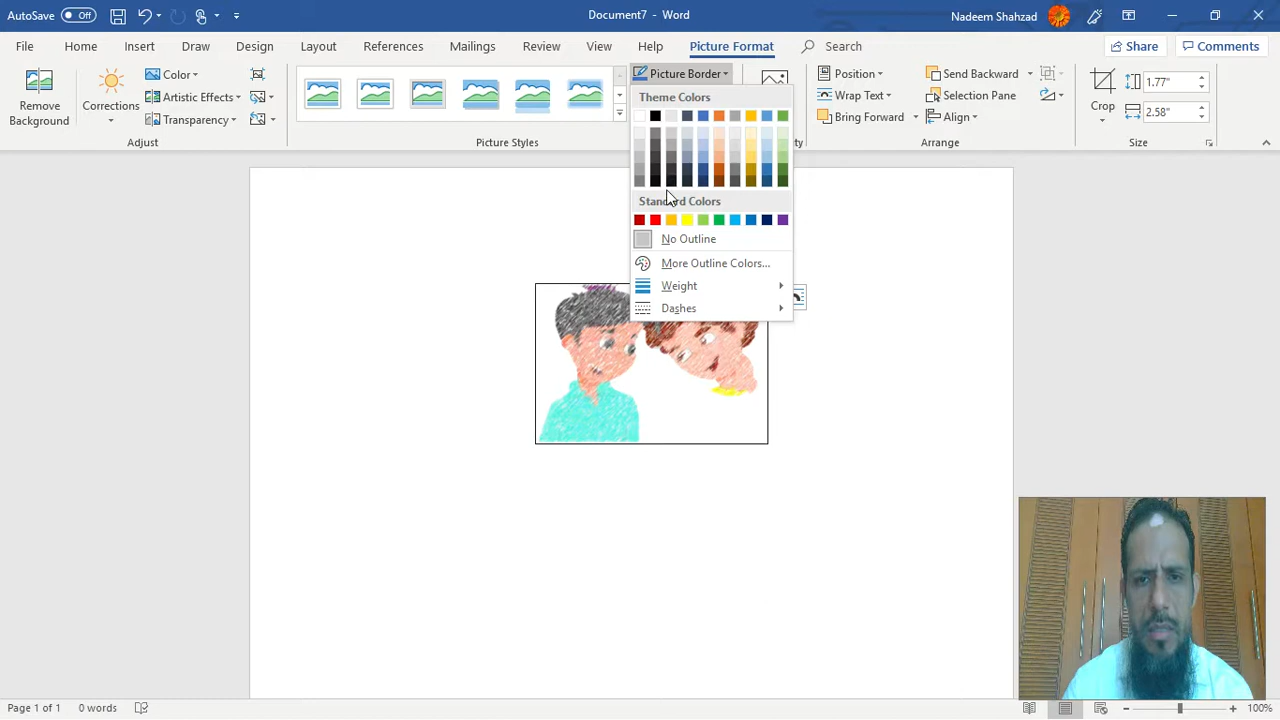 AutoSave Off Document7 - Word Nadeem Shahzad
File Home Insert Draw Design Layout References Mailings Review View Help Picture Format Search Share Comments
Remove Background
Corrections
Color
Artistic Effects
Transparency
Adjust
Picture Styles
Picture Border
Theme Colors
Standard Colors
No Outline
More Outline Colors...
Weight
Dashes
Position
Wrap Text
Bring Forward
Send Backward
Selection Pane
Align
Arrange
Crop
1.77"
2.58"
Size
Page 1 of 1 0 words 100%